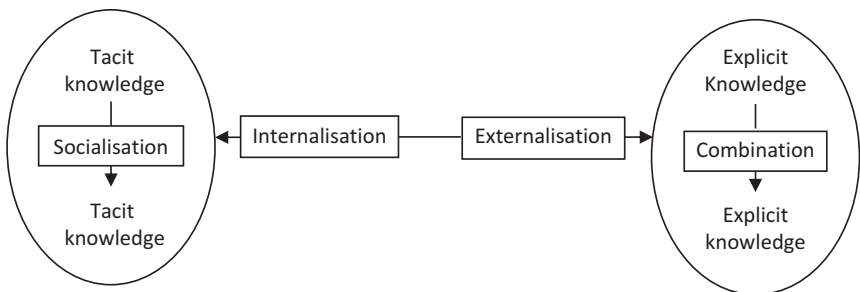 Tacit
knowledge
Socialisation
Tacit
knowledge
Internalisation
Externalisation
Explicit
Knowledge
Combination
Explicit
knowledge